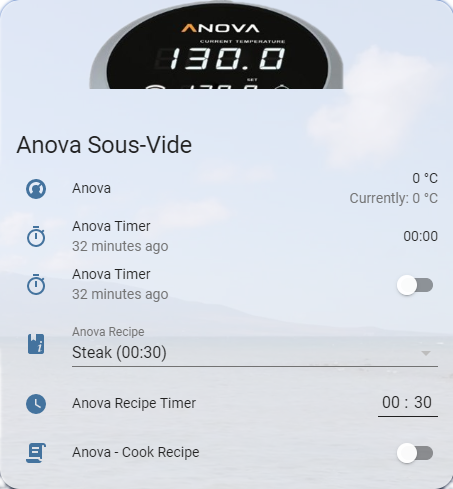 ANOVA
CURRENT TEMPERATURE
130.0
SET
Anova Sous-Vide
Anova
0 °C
Currently: 0 °C
Anova Timer
32 minutes ago
00:00
Anova Timer
32 minutes ago
Anova Recipe
Steak (00:30)
Anova Recipe Timer
00 : 30
Anova - Cook Recipe